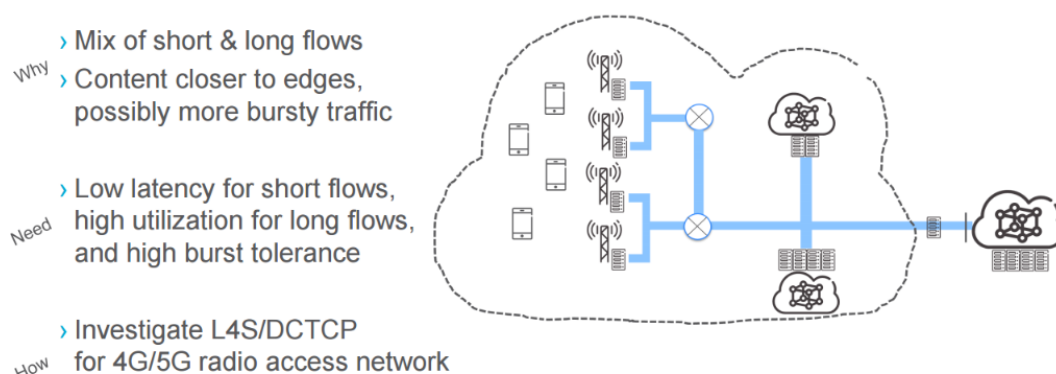 Why
› Mix of short & long flows
› Content closer to edges,
possibly more bursty traffic
Need
› Low latency for short flows,
high utilization for long flows,
and high burst tolerance
How
› Investigate L4S/DCTCP
for 4G/5G radio access network